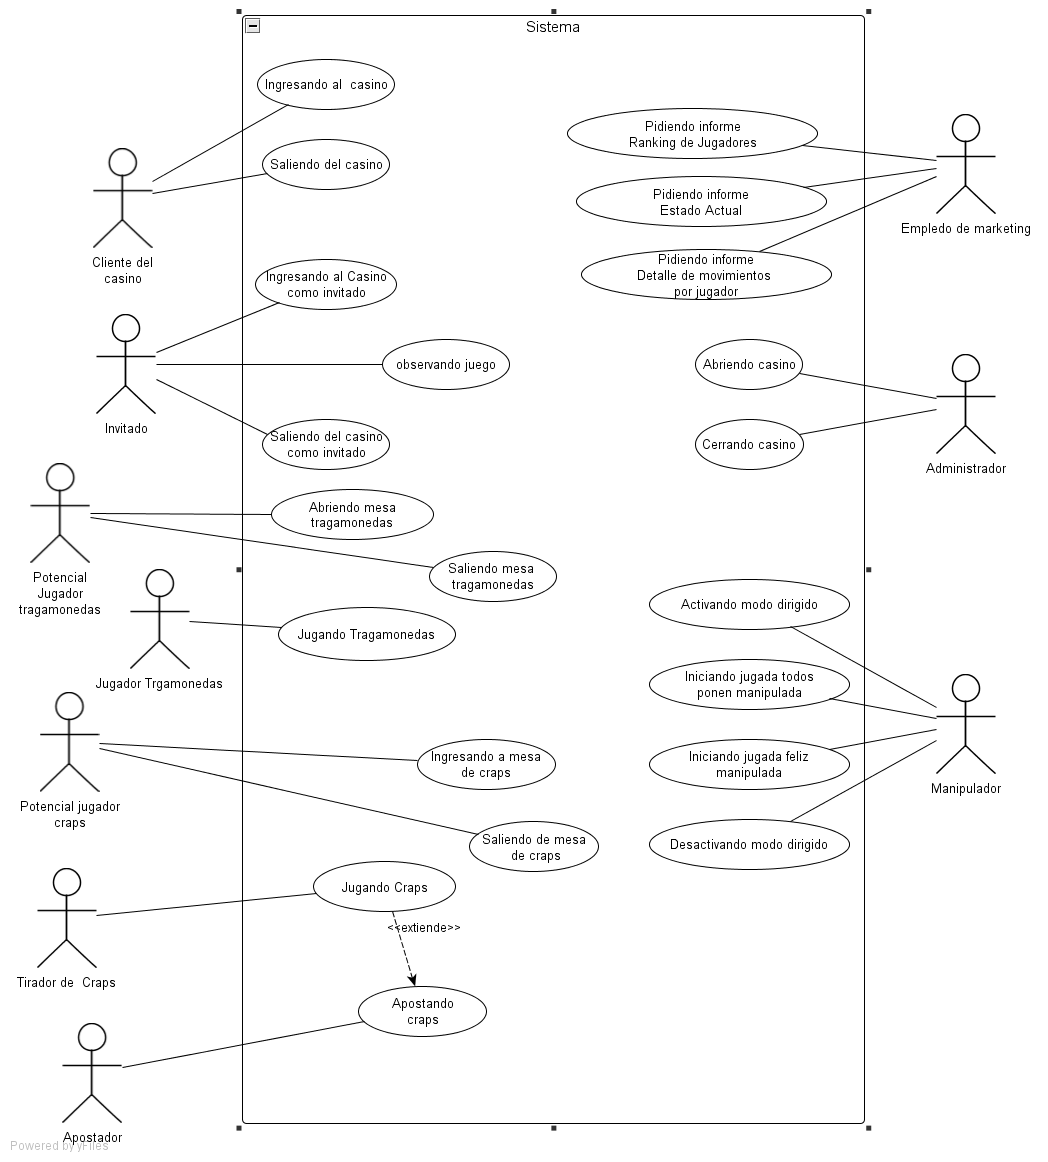 Sistema
Ingresando al  casino
Saliendo del casino
Cliente del
casino
Pidiendo informe
Ranking de Jugadores
Pidiendo informe
Estado Actual
Pidiendo informe
Detalle de movimientos
por jugador
Empledo de marketing
Ingresando al Casino
como invitado
observando juego
Saliendo del casino
como invitado
Invitado
Abriendo casino
Cerrando casino
Administrador
Abriendo mesa
tragamonedas
Saliendo mesa
tragamonedas
Potencial
Jugador
tragamonedas
Jugando Tragamonedas
Jugador Trgamonedas
Activando modo dirigido
Iniciando jugada todos
ponen manipulada
Iniciando jugada feliz
manipulada
Desactivando modo dirigido
Manipulador
Ingresando a mesa
de craps
Saliendo de mesa
de craps
Potencial jugador
craps
Jugando Craps
<<extiende>>
Tirador de  Craps
Apostando
craps
Apostador
Powered by yFiles